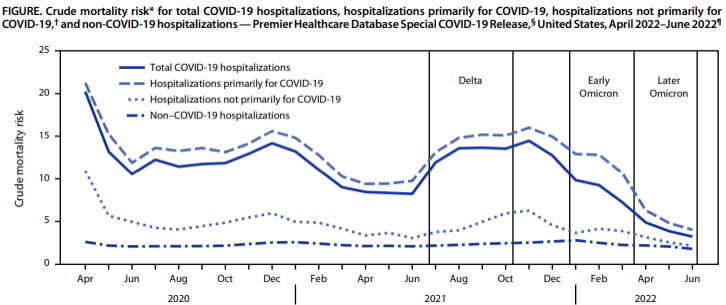 FIGURE. Crude mortality risk* for total COVID-19 hospitalizations, hospitalizations primarily for COVID-19, hospitalizations not primarily for
COVID-19,† and non-COVID-19 hospitalizations — Premier Healthcare Database Special COVID-19 Release,§ United States, April 2022–June 2022¶
25
20
15
10
5
0
Crude mortality risk
Total COVID-19 hospitalizations
Hospitalizations primarily for COVID-19
Hospitalizations not primarily for COVID-19
Non–COVID-19 hospitalizations
Delta
Early
Omicron
Later
Omicron
Apr Jun Aug Oct Dec Feb Apr Jun Aug Oct Dec Feb Apr Jun
2020 2021 2022